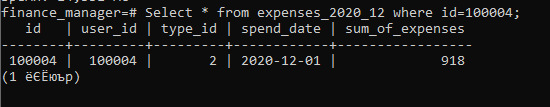 finance_manager=# Select * from expenses_2020_12 where id=100004;
   id   | user_id | type_id | spend_date | sum_of_expenses
--------+---------+---------+------------+-----------------
 100004 |  100004 |       2 | 2020-12-01 |             918
(1 ёЄЁюър)